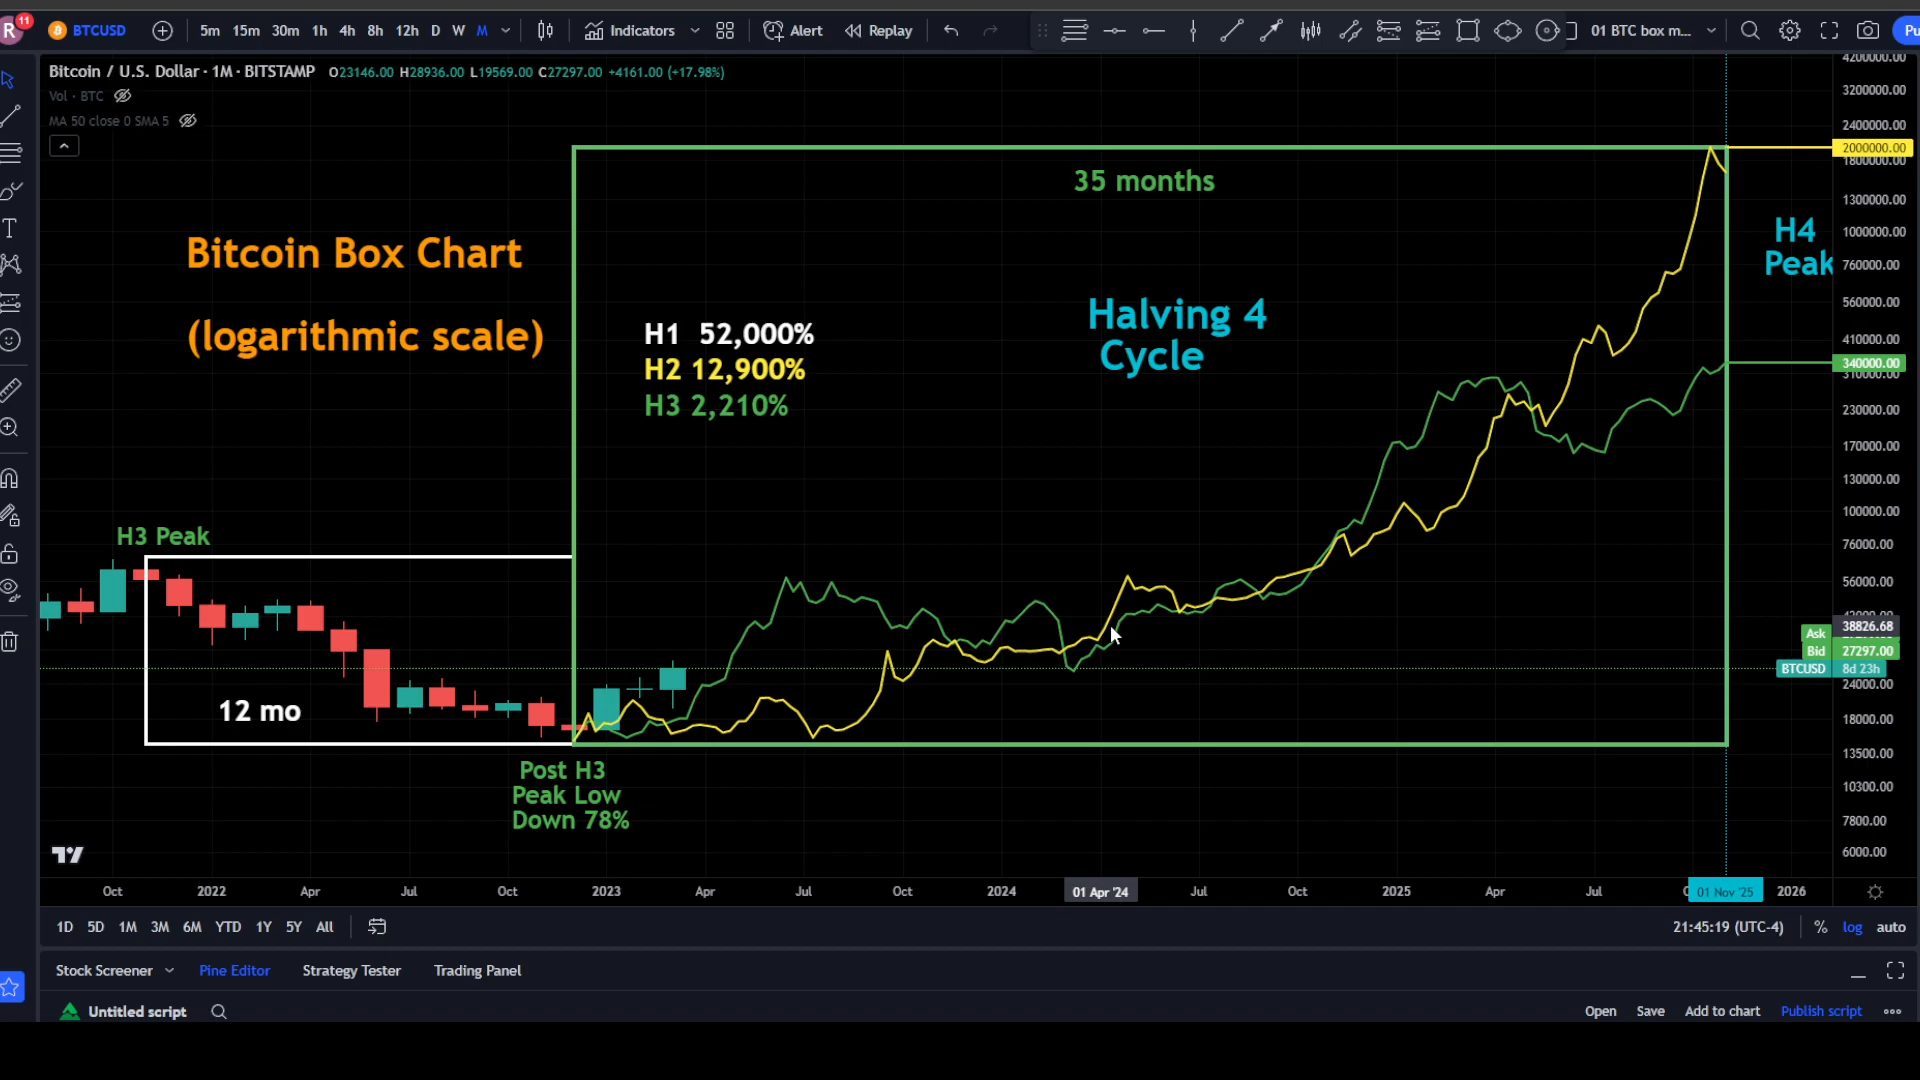 R 11 BTCUSD 5m 15m 30m 1h 4h 8h 12h D W M Indicators Alert Replay 01 BTC box m... Pu
Bitcoin / U.S. Dollar · 1M · BITSTAMP O23146.00 H28936.00 L19569.00 C27297.00 +4161.00 (+17.98%)
Vol · BTC
MA 50 close 0 SMA 5
4200000.00
3200000.00
2400000.00
2000000.00
1800000.00
1300000.00
1000000.00
760000.00
560000.00
410000.00
340000.00
310000.00
230000.00
170000.00
130000.00
100000.00
76000.00
56000.00
38826.68
Ask
Bid 27297.00
BTCUSD 8d 23h
24000.00
18000.00
13500.00
10300.00
7800.00
6000.00
35 months
H4
Peak
Bitcoin Box Chart
(logarithmic scale)
H1 52,000%
H2 12,900%
H3 2,210%
Halving 4
Cycle
H3 Peak
12 mo
Post H3
Peak Low
Down 78%
Oct 2022 Apr Jul Oct 2023 Apr Jul Oct 2024 01 Apr '24 Jul Oct 2025 Apr Jul 01 Nov '25 2026
1D 5D 1M 3M 6M YTD 1Y 5Y All 21:45:19 (UTC-4) % log auto
Stock Screener Pine Editor Strategy Tester Trading Panel
Untitled script Open Save Add to chart Publish script